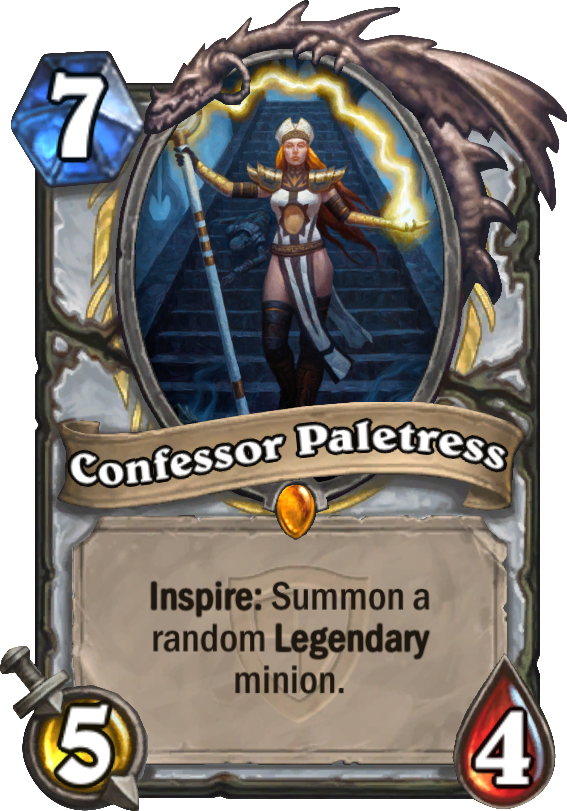 7
Confessor Paletress
Inspire: Summon a
random Legendary
minion.
5
4